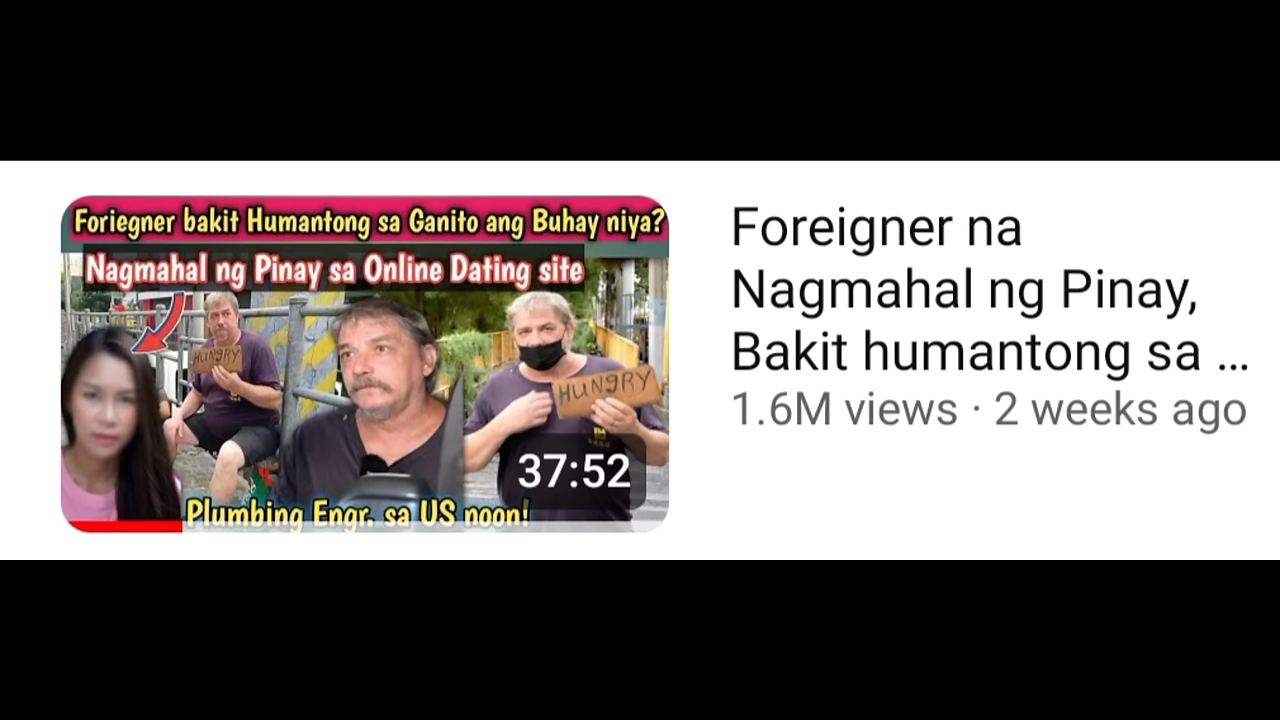 Foriegner bakit Humantong sa Ganito ang Buhay niya?
Nagmahal ng Pinay sa Online Dating site
HUNGRY
HUNGRY
37:52
Plumbing Engr. sa US noon!
Foreigner na
Nagmahal ng Pinay,
Bakit humantong sa ...
1.6M views · 2 weeks ago